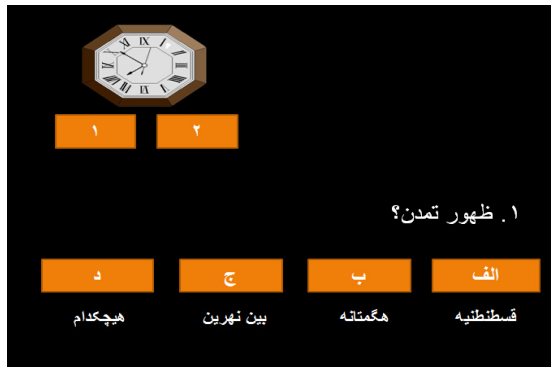 ۱ ۲
۱. ظهور تمدن؟
الف ب ج د
قسطنطنیه هگمتانه بین نهرین هیچکدام